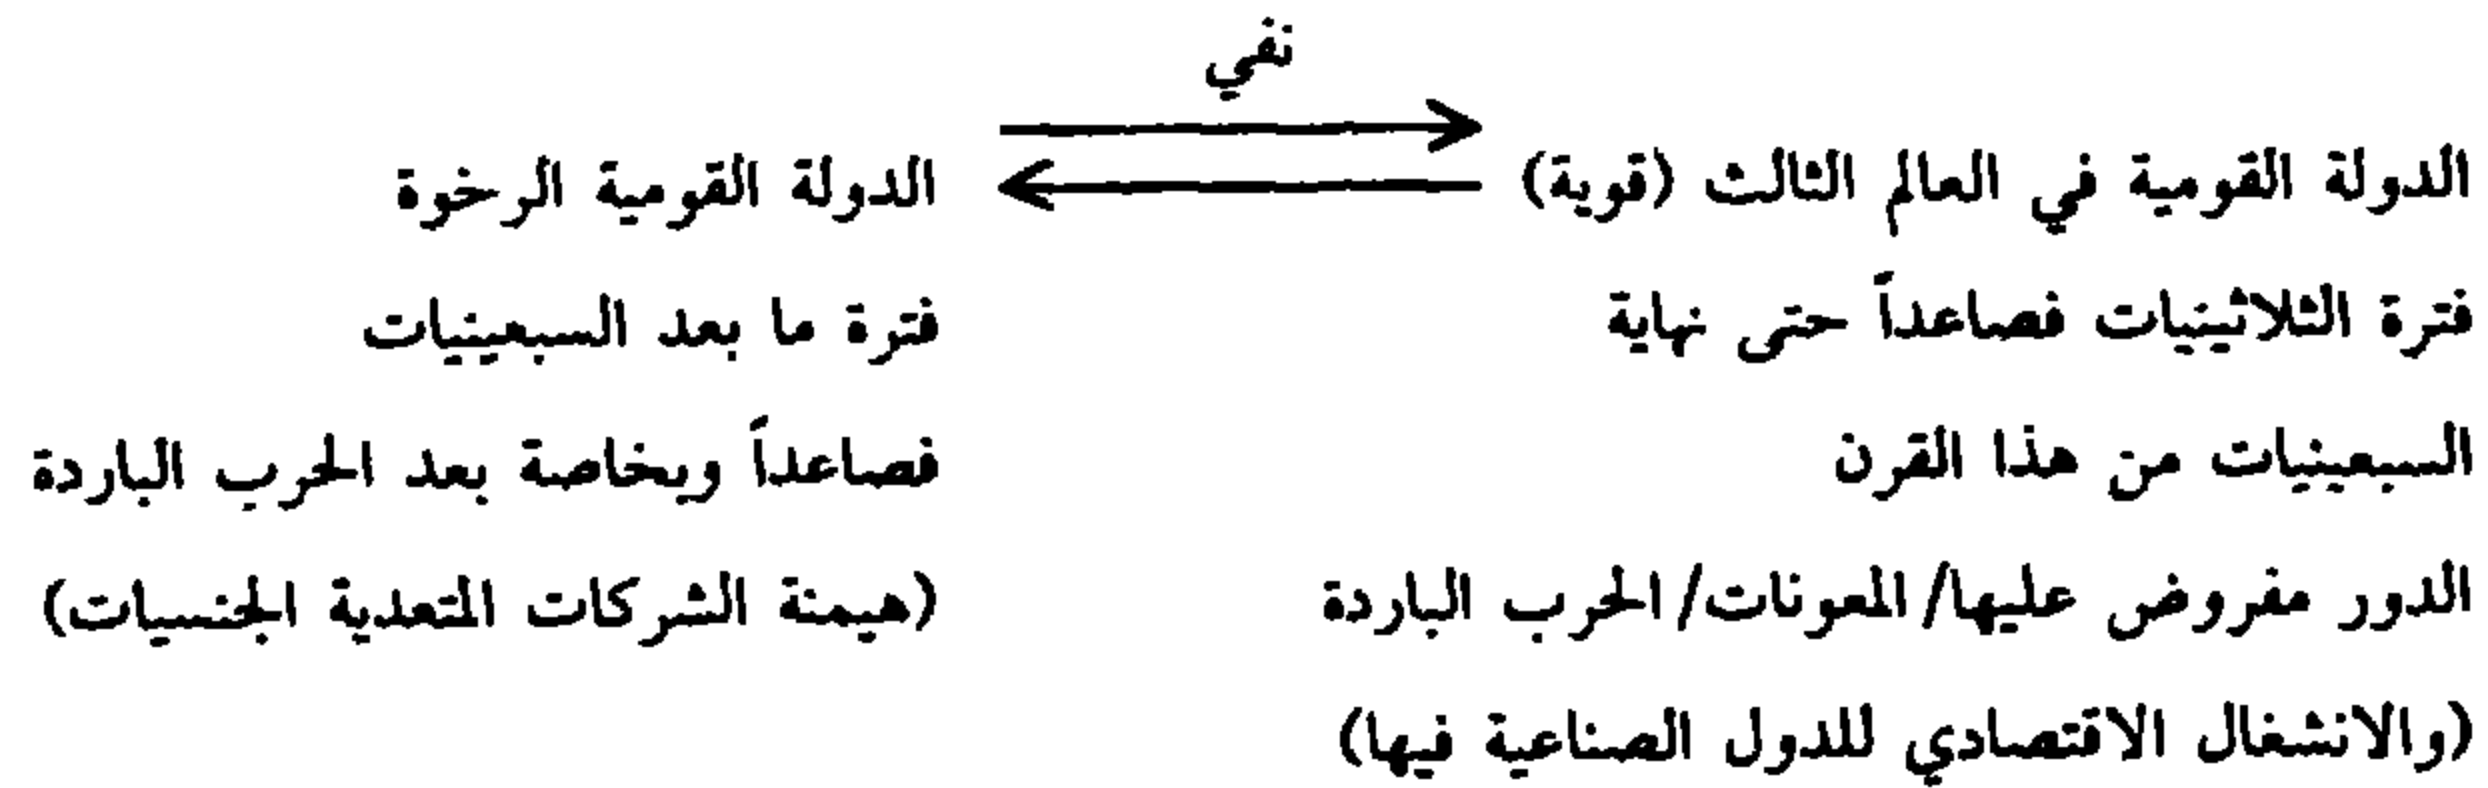 نفي
الدولة القومية في العالم الثالث (قوية)
فترة الثلاثينيات فصاعداً حتى نهاية
السبعينيات من هذا القرن
الدور مفروض عليها/ المعونات/ الحرب الباردة
(والانشغال الاقتصادي للدول الصناعية فيها)
الدولة القومية الرخوة
فترة ما بعد السبعينيات
فصاعداً وبخاصة بعد الحرب الباردة
(هيمنة الشركات المتعدية الجنسيات)